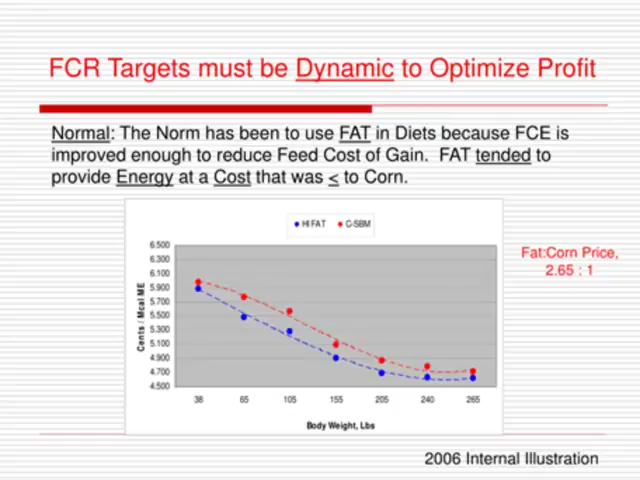 FCR Targets must be Dynamic to Optimize Profit
Normal: The Norm has been to use FAT in Diets because FCE is
improved enough to reduce Feed Cost of Gain. FAT tended to
provide Energy at a Cost that was < to Corn.
HI FAT C-SBM
Fat:Corn Price,
2.65 : 1
Cents / Mcal ME
6.500
6.300
6.100
5.900
5.700
5.500
5.300
5.100
4.900
4.700
4.500
38 65 105 155 205 240 265
Body Weight, Lbs
2006 Internal Illustration